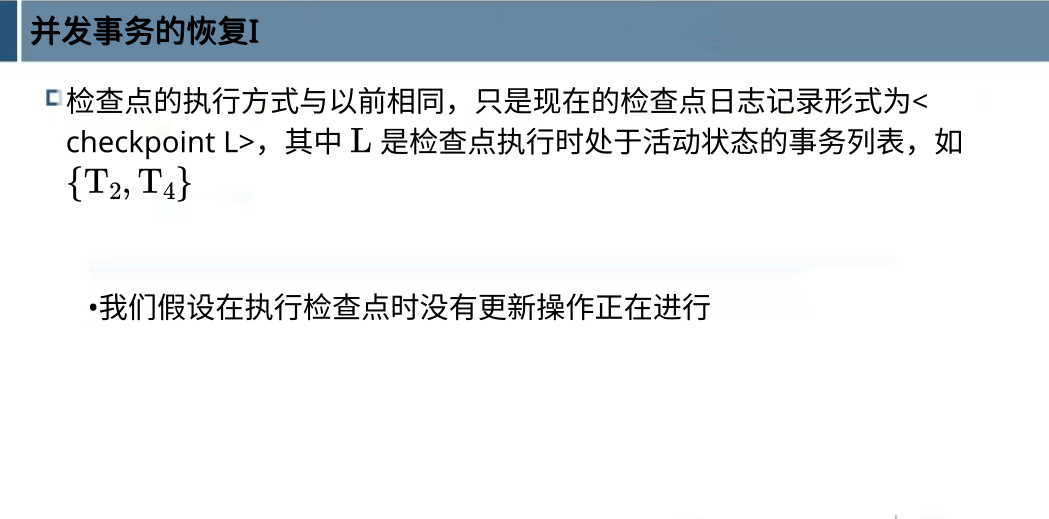 并发事务的恢复I
检查点的执行方式与以前相同，只是现在的检查点日志记录形式为<
checkpoint L>，其中 L 是检查点执行时处于活动状态的事务列表，如
{T₂, T₄}
•我们假设在执行检查点时没有更新操作正在进行